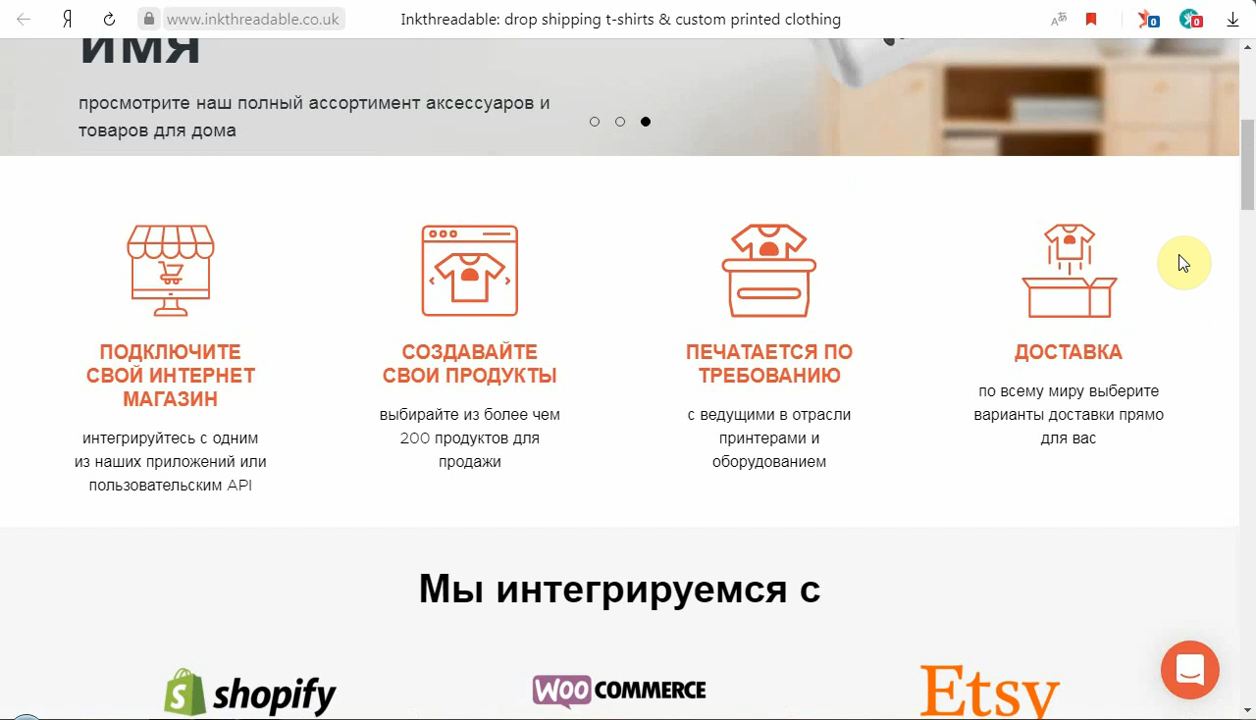 Я
www.inkthreadable.co.uk
Inkthreadable: drop shipping t-shirts & custom printed clothing
0
0
имя
просмотрите наш полный ассортимент аксессуаров и
товаров для дома
ПОДКЛЮЧИТЕ
СВОЙ ИНТЕРНЕТ
МАГАЗИН
интегрируйтесь с одним
из наших приложений или
пользовательским API
СОЗДАВАЙТЕ
СВОИ ПРОДУКТЫ
выбирайте из более чем
200 продуктов для
продажи
ПЕЧАТАЕТСЯ ПО
ТРЕБОВАНИЮ
с ведущими в отрасли
принтерами и
оборудованием
ДОСТАВКА
по всему миру выберите
варианты доставки прямо
для вас
Мы интегрируемся с
shopify
WOO COMMERCE
Etsy